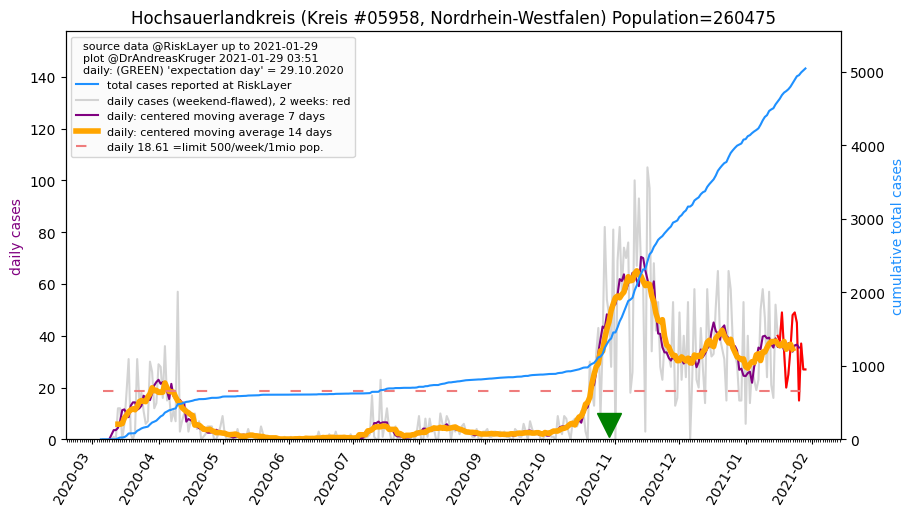 Hochsauerlandkreis (Kreis #05958, Nordrhein-Westfalen) Population=260475
source data @RiskLayer up to 2021-01-29
plot @DrAndreasKruger 2021-01-29 03:51
daily: (GREEN) 'expectation day' = 29.10.2020
total cases reported at RiskLayer
daily cases (weekend-flawed), 2 weeks: red
daily: centered moving average 7 days
daily: centered moving average 14 days
daily 18.61 =limit 500/week/1mio pop.
daily cases
140
120
100
80
60
40
20
0
cumulative total cases
5000
4000
3000
2000
1000
0
2020-03
2020-04
2020-05
2020-06
2020-07
2020-08
2020-09
2020-10
2020-11
2020-12
2021-01
2021-02